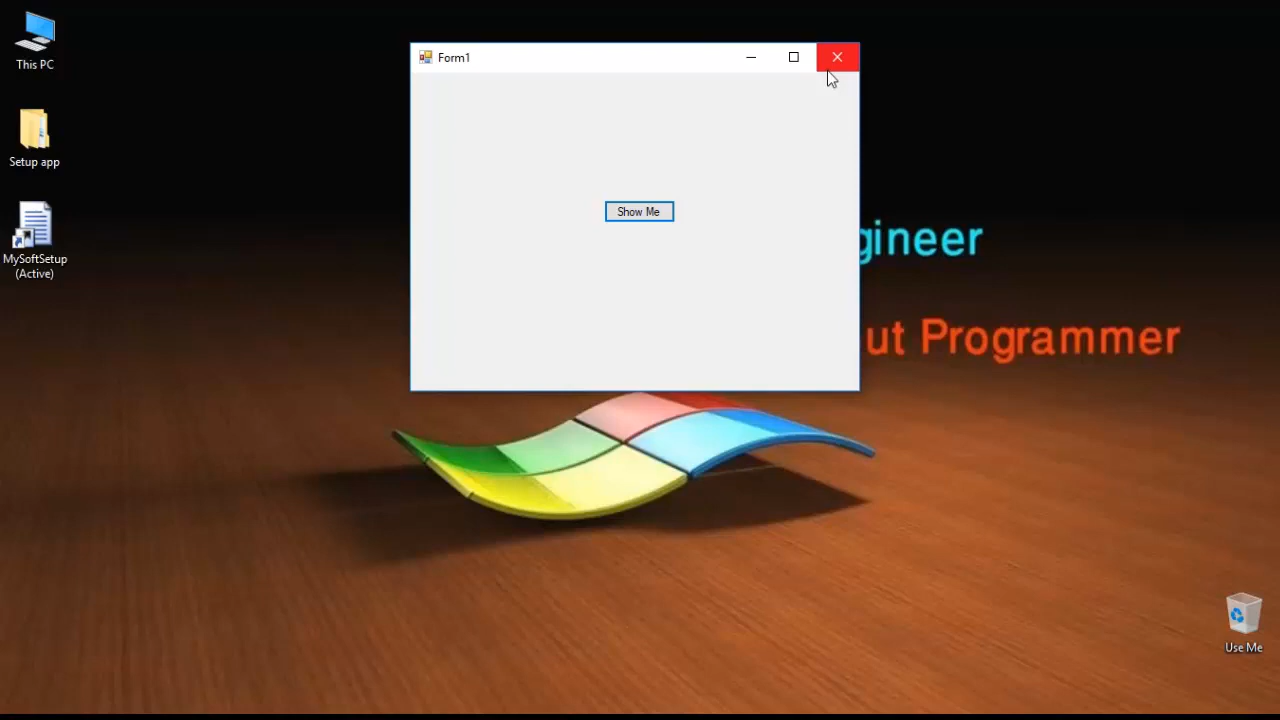 This PC
Setup app
MySoftSetup
(Active)
Form1
Show Me
gineer
ut Programmer
Use Me